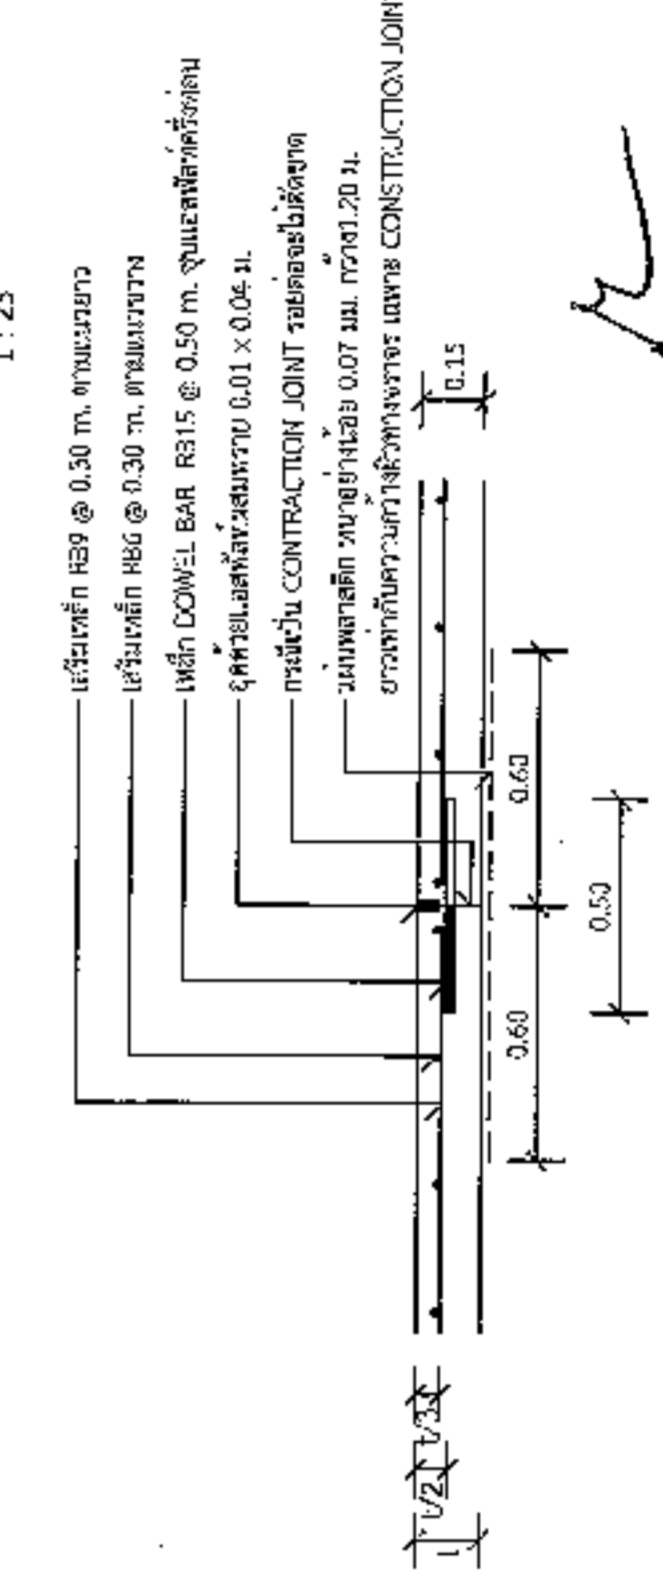 1 : 25
เสริมเหล็ก RB9 @ 0.30 m. ตามแนวยาว
เสริมเหล็ก RB6 @ 0.30 m. ตามแนวขวาง
เหล็ก DOWEL BAR RB15 @ 0.50 m. ชุบแอสฟัลท์ครึ่งท่อน
อุดด้วยแอสฟัลท์ผสมทราย 0.01 x 0.04 ม.
กรณีเป็น CONTRACTION JOINT รอยต่อจะไม่ตัดขาด
แผ่นพลาสติก หนาอย่างน้อย 0.07 มม. กว้าง1.20 ม.
ยาวเท่ากับความกว้างผิวทางจราจร เฉพาะ CONSTRUCTION JOINT
0.15
0.60
0.60
0.50
t/3
t/2
t